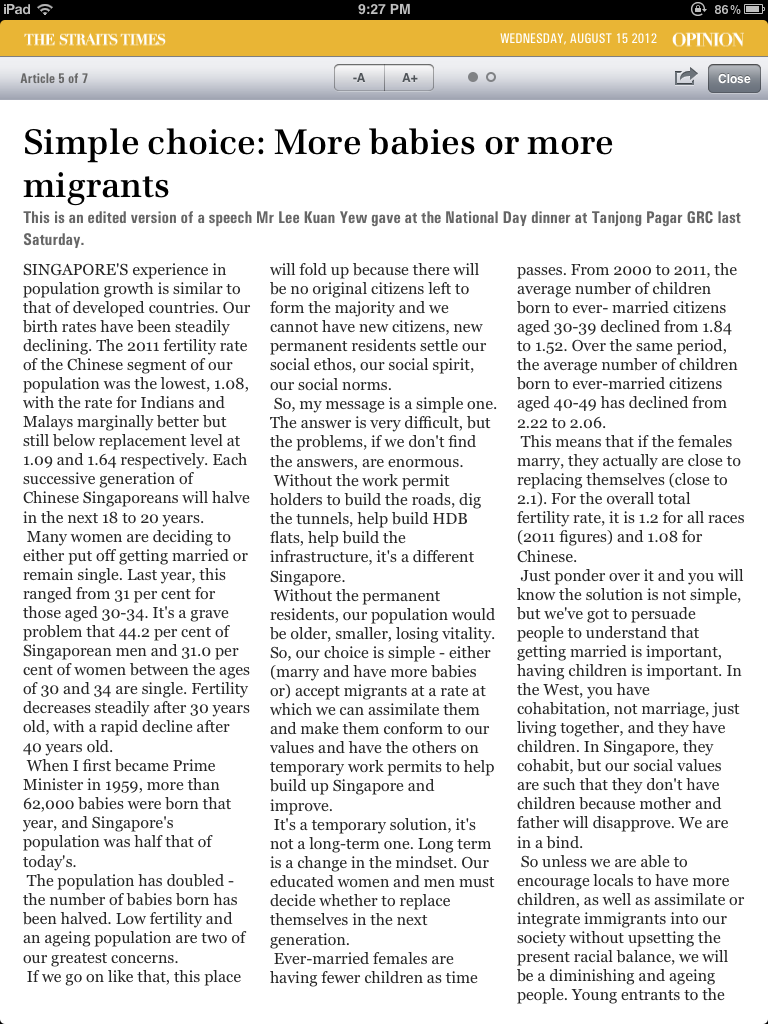 iPad
9:27 PM
86%
THE STRAITS TIMES
WEDNESDAY, AUGUST 15 2012 OPINION
Article 5 of 7
-A
A+
Close
Simple choice: More babies or more
migrants
This is an edited version of a speech Mr Lee Kuan Yew gave at the National Day dinner at Tanjong Pagar GRC last
Saturday.
SINGAPORE'S experience in
population growth is similar to
that of developed countries. Our
birth rates have been steadily
declining. The 2011 fertility rate
of the Chinese segment of our
population was the lowest, 1.08,
with the rate for Indians and
Malays marginally better but
still below replacement level at
1.09 and 1.64 respectively. Each
successive generation of
Chinese Singaporeans will halve
in the next 18 to 20 years.
Many women are deciding to
either put off getting married or
remain single. Last year, this
ranged from 31 per cent for
those aged 30-34. It's a grave
problem that 44.2 per cent of
Singaporean men and 31.0 per
cent of women between the ages
of 30 and 34 are single. Fertility
decreases steadily after 30 years
old, with a rapid decline after
40 years old.
When I first became Prime
Minister in 1959, more than
62,000 babies were born that
year, and Singapore's
population was half that of
today's.
The population has doubled -
the number of babies born has
been halved. Low fertility and
an ageing population are two of
our greatest concerns.
If we go on like that, this place
will fold up because there will
be no original citizens left to
form the majority and we
cannot have new citizens, new
permanent residents settle our
social ethos, our social spirit,
our social norms.
So, my message is a simple one.
The answer is very difficult, but
the problems, if we don't find
the answers, are enormous.
Without the work permit
holders to build the roads, dig
the tunnels, help build HDB
flats, help build the
infrastructure, it's a different
Singapore.
Without the permanent
residents, our population would
be older, smaller, losing vitality.
So, our choice is simple - either
(marry and have more babies
or) accept migrants at a rate at
which we can assimilate them
and make them conform to our
values and have the others on
temporary work permits to help
build up Singapore and
improve.
It's a temporary solution, it's
not a long-term one. Long term
is a change in the mindset. Our
educated women and men must
decide whether to replace
themselves in the next
generation.
Ever-married females are
having fewer children as time
passes. From 2000 to 2011, the
average number of children
born to ever- married citizens
aged 30-39 declined from 1.84
to 1.52. Over the same period,
the average number of children
born to ever-married citizens
aged 40-49 has declined from
2.22 to 2.06.
This means that if the females
marry, they actually are close to
replacing themselves (close to
2.1). For the overall total
fertility rate, it is 1.2 for all races
(2011 figures) and 1.08 for
Chinese.
Just ponder over it and you will
know the solution is not simple,
but we've got to persuade
people to understand that
getting married is important,
having children is important. In
the West, you have
cohabitation, not marriage, just
living together, and they have
children. In Singapore, they
cohabit, but our social values
are such that they don't have
children because mother and
father will disapprove. We are
in a bind.
So unless we are able to
encourage locals to have more
children, as well as assimilate or
integrate immigrants into our
society without upsetting the
present racial balance, we will
be a diminishing and ageing
people. Young entrants to the